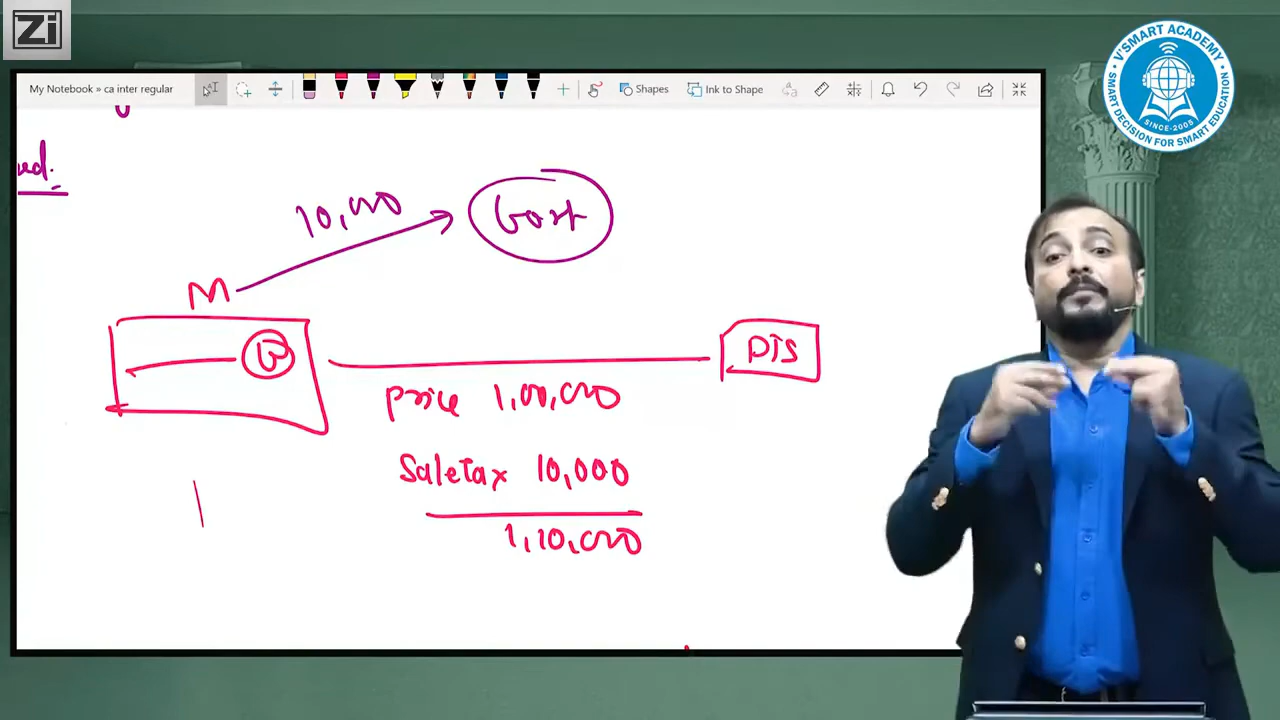 Zi
My Notebook » ca inter regular
Shapes
Ink to Shape
V'SMART ACADEMY
SMART DECISION FOR SMART EDUCATION
SINCE-2005
10,000
Govt
M
DIS
price 1,00,000
Saletax 10,000
1,10,000